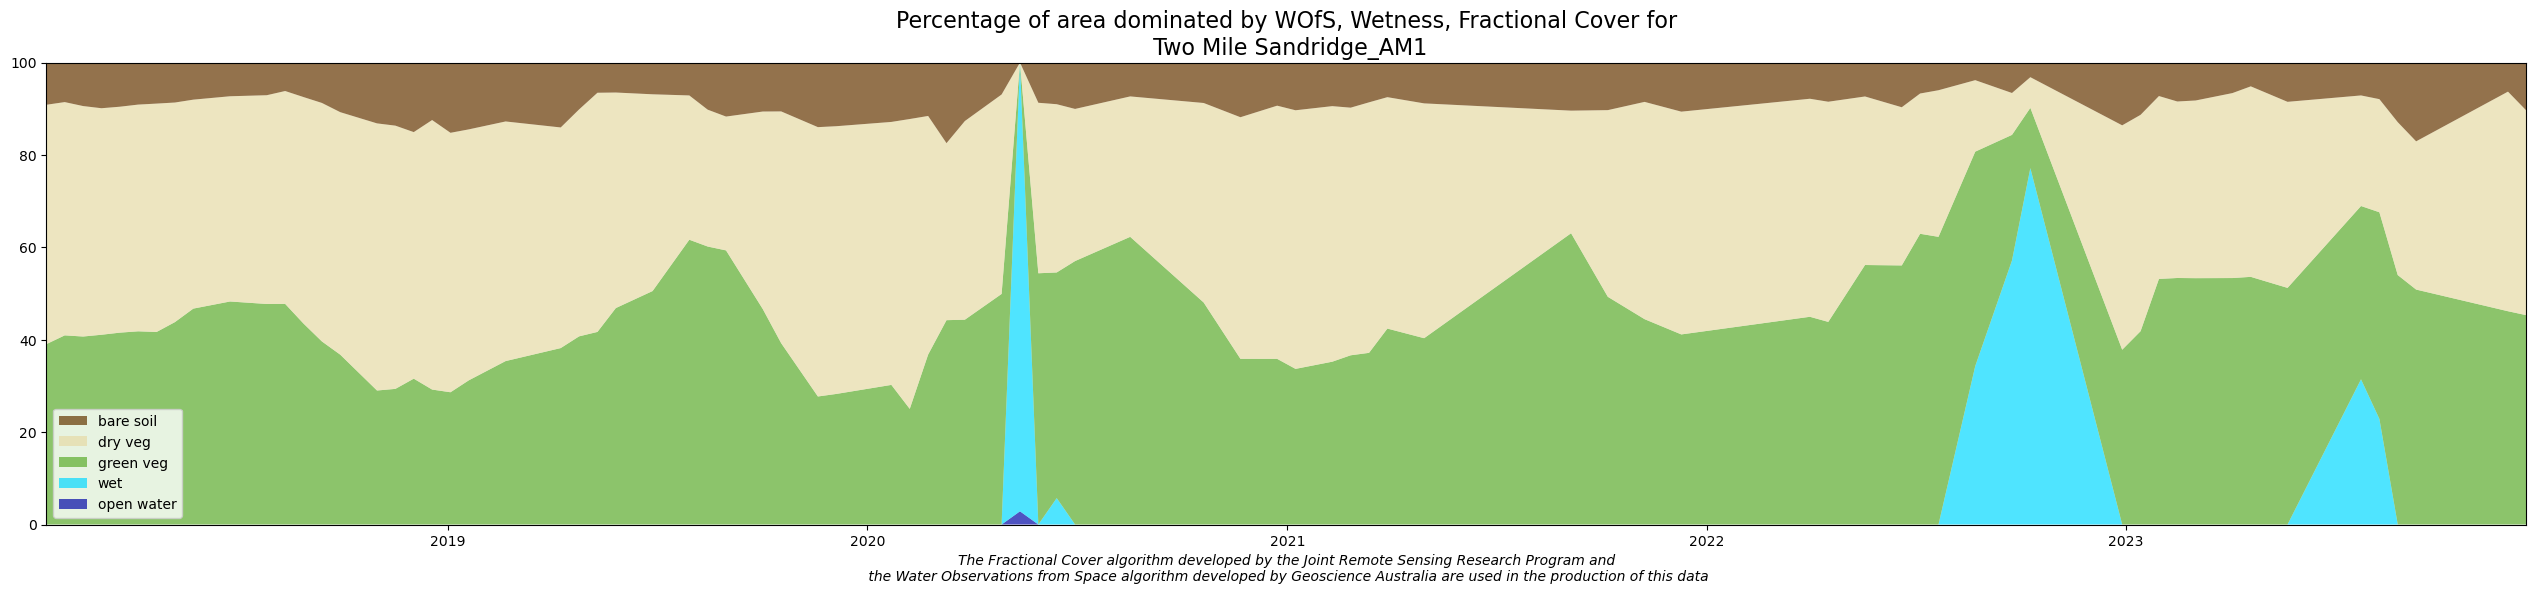 Percentage of area dominated by WOfS, Wetness, Fractional Cover for
Two Mile Sandridge_AM1
100
80
60
40
20
0
bare soil
dry veg
green veg
wet
open water
2019 2020 2021 2022 2023
The Fractional Cover algorithm developed by the Joint Remote Sensing Research Program and
the Water Observations from Space algorithm developed by Geoscience Australia are used in the production of this data